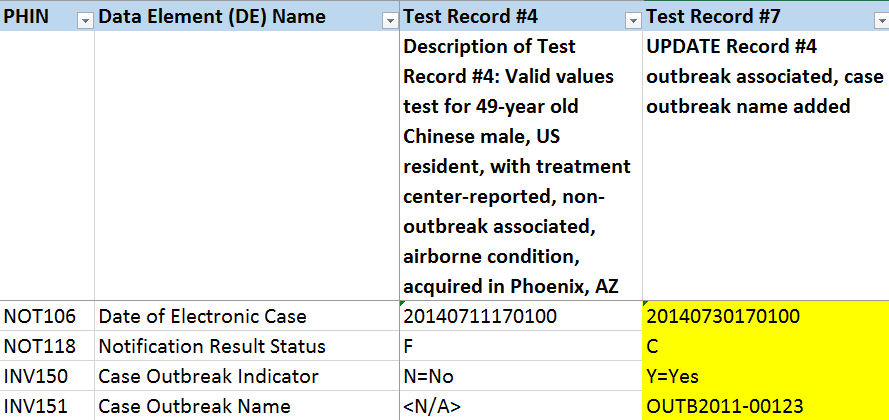 PHIN Data Element (DE) Name Test Record #4 Test Record #7
Description of Test
Record #4: Valid values
test for 49-year old
Chinese male, US
resident, with treatment
center-reported, non-
outbreak associated,
airborne condition,
acquired in Phoenix, AZ
UPDATE Record #4
outbreak associated, case
outbreak name added
NOT106 Date of Electronic Case 20140711170100 20140730170100
NOT118 Notification Result Status F C
INV150 Case Outbreak Indicator N=No Y=Yes
INV151 Case Outbreak Name <N/A> OUTB2011-00123